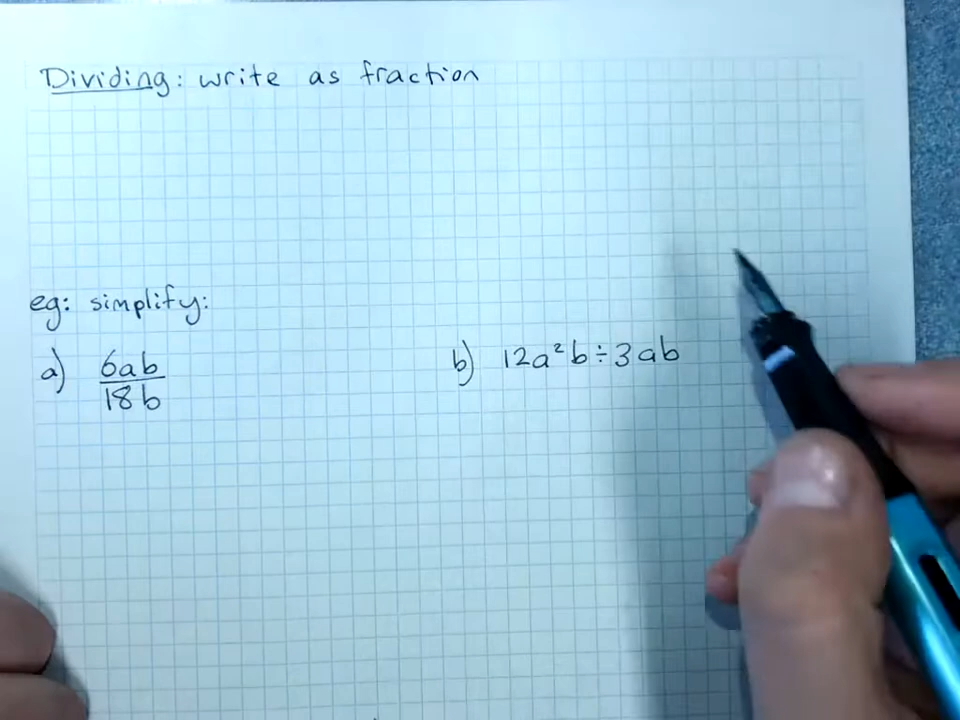 Dividing: write as fraction
eg: simplify:
a) 6ab
18b
b) 12a²b÷3ab